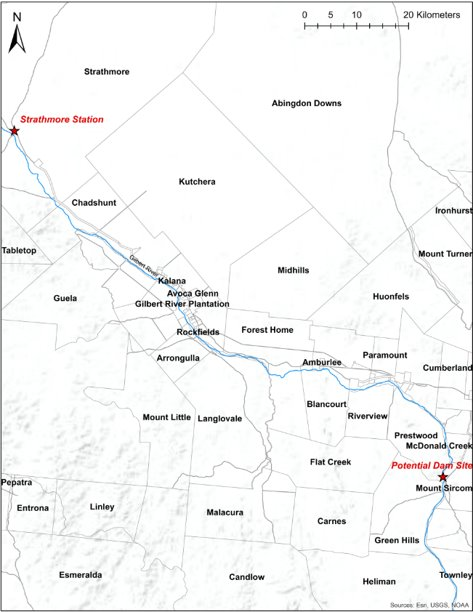 N
0 5 10 20 Kilometers
Strathmore
Abingdon Downs
Strathmore Station
Kutchera
Chadshunt
Ironhurst
Tabletop
Mount Turner
Gilbert River
Midhills
Kalana
Avoca Glenn
Huonfels
Guela
Gilbert River Plantation
Rockfields
Forest Home
Arrongulla
Amburlee
Paramount
Cumberland
Blancourt
Mount Little
Langlovale
Riverview
Prestwood
McDonald Creek
Flat Creek
Potential Dam Site
Pepatra
Mount Sircom
Entrona
Linley
Malacura
Carnes
Green Hills
Esmeralda
Candlow
Heliman
Townley
Sources: Esri, USGS, NOAA